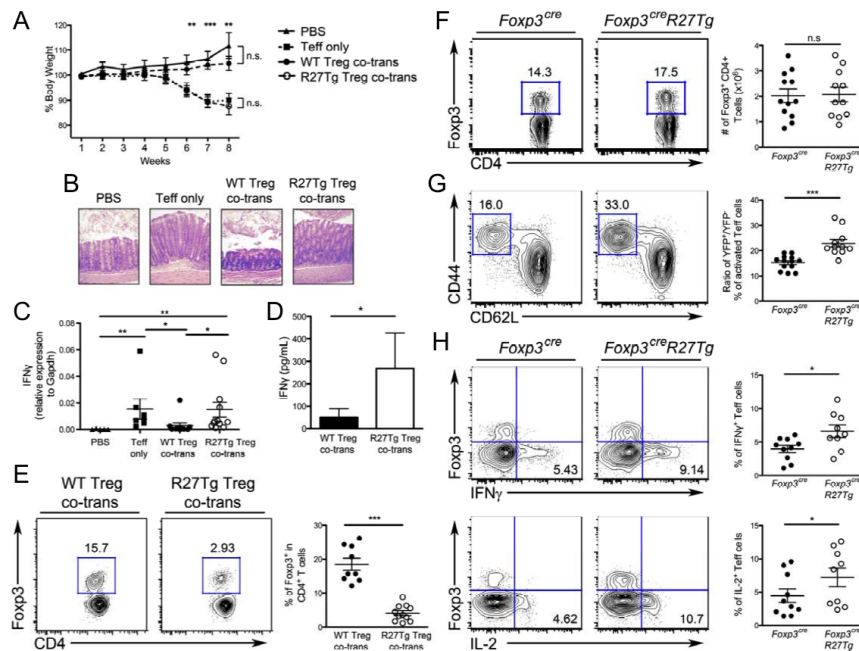 A
PBS
Teff only
WT Treg co-trans
R27Tg Treg co-trans
** *** **
n.s.
n.s.
% Body Weight
120
100
80
1 2 3 4 5 6 7 8
Weeks
B
PBS
Teff only
WT Treg
co-trans
R27Tg Treg
co-trans
C
IFNγ
(relative expression
to Gapdh)
0.08
0.06
0.04
0.02
0.00
**
** * *
PBS
Teff
only
WT Treg
co-trans
R27Tg Treg
co-trans
D
IFNγ (pg/mL)
500
400
300
200
100
0
*
WT Treg
co-trans
R27Tg Treg
co-trans
E
WT Treg
co-trans
R27Tg Treg
co-trans
15.7
2.93
Foxp3
CD4
% of Foxp3+ in
CD4+ T cells
30
20
10
0
***
WT Treg
co-trans
R27Tg Treg
co-trans
F
Foxp3cre
Foxp3creR27Tg
14.3
17.5
Foxp3
CD4
# of Foxp3+ CD4+
Tcells (x10⁶)
5
4
3
2
1
0
n.s
Foxp3cre
Foxp3cre
R27Tg
G
16.0
33.0
CD44
CD62L
Ratio of YFP+/YFP-
% of activated Teff cells
40
30
20
10
0
***
Foxp3cre
Foxp3cre
R27Tg
H
Foxp3cre
Foxp3creR27Tg
5.43
9.14
Foxp3
IFNγ
% of IFNγ+ Teff cells
15
10
5
0
*
Foxp3cre
Foxp3cre
R27Tg
4.62
10.7
Foxp3
IL-2
% of IL-2+ Teff cells
15
10
5
0
*
Foxp3cre
Foxp3cre
R27Tg